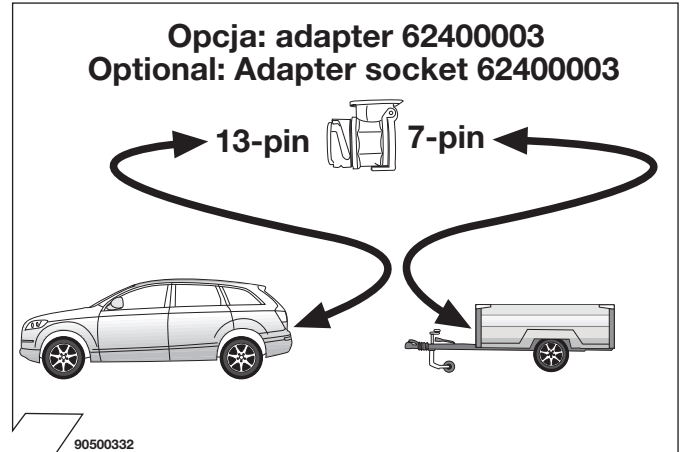 Opcja: adapter 62400003
Optional: Adapter socket 62400003
13-pin 7-pin
90500332